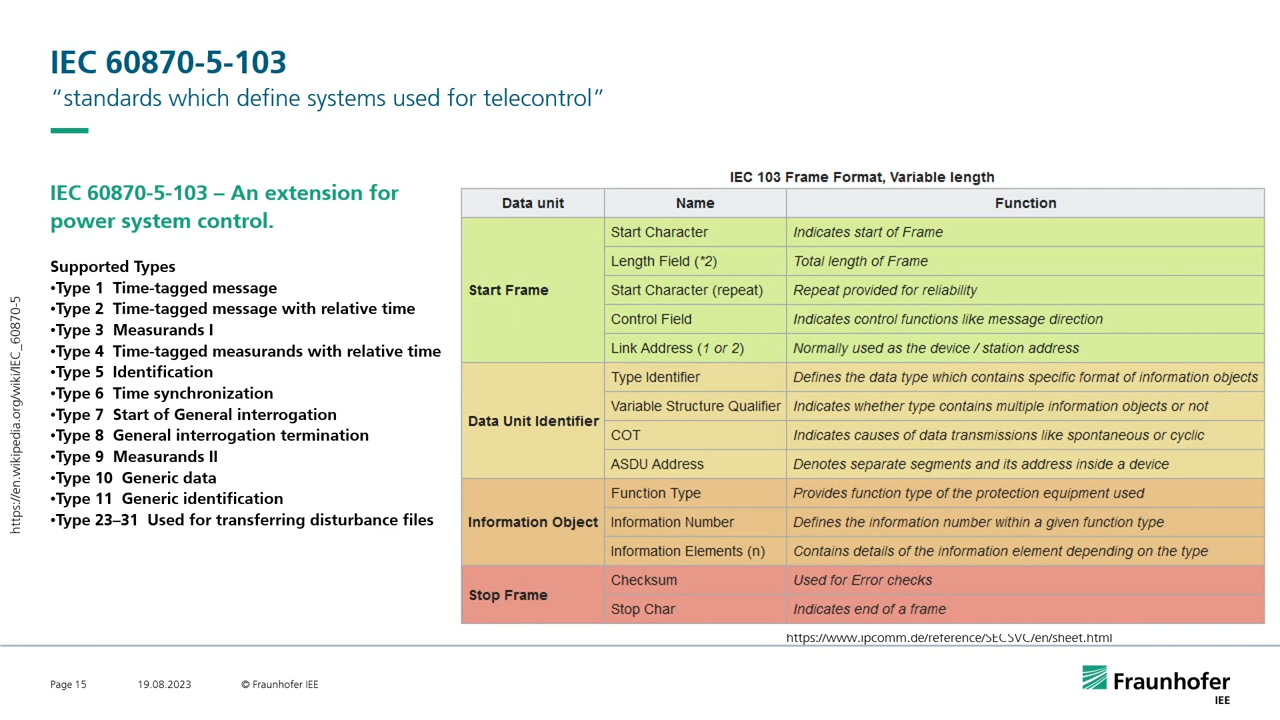 IEC 60870-5-103
“standards which define systems used for telecontrol”
IEC 60870-5-103 – An extension for
power system control.
Supported Types
•Type 1 Time-tagged message
•Type 2 Time-tagged message with relative time
•Type 3 Measurands I
•Type 4 Time-tagged measurands with relative time
•Type 5 Identification
•Type 6 Time synchronization
•Type 7 Start of General interrogation
•Type 8 General interrogation termination
•Type 9 Measurands II
•Type 10 Generic data
•Type 11 Generic identification
•Type 23–31 Used for transferring disturbance files
https://en.wikipedia.org/wiki/IEC_60870-5
IEC 103 Frame Format, Variable length
Data unit Name Function
Start Frame
Start Character Indicates start of Frame
Length Field (*2) Total length of Frame
Start Character (repeat) Repeat provided for reliability
Control Field Indicates control functions like message direction
Link Address (1 or 2) Normally used as the device / station address
Data Unit Identifier
Type Identifier Defines the data type which contains specific format of information objects
Variable Structure Qualifier Indicates whether type contains multiple information objects or not
COT Indicates causes of data transmissions like spontaneous or cyclic
ASDU Address Denotes separate segments and its address inside a device
Information Object
Function Type Provides function type of the protection equipment used
Information Number Defines the information number within a given function type
Information Elements (n) Contains details of the information element depending on the type
Stop Frame
Checksum Used for Error checks
Stop Char Indicates end of a frame
https://www.ipcomm.de/reference/SECSVC/en/sheet.html
Page 15 19.08.2023 © Fraunhofer IEE
Fraunhofer
IEE